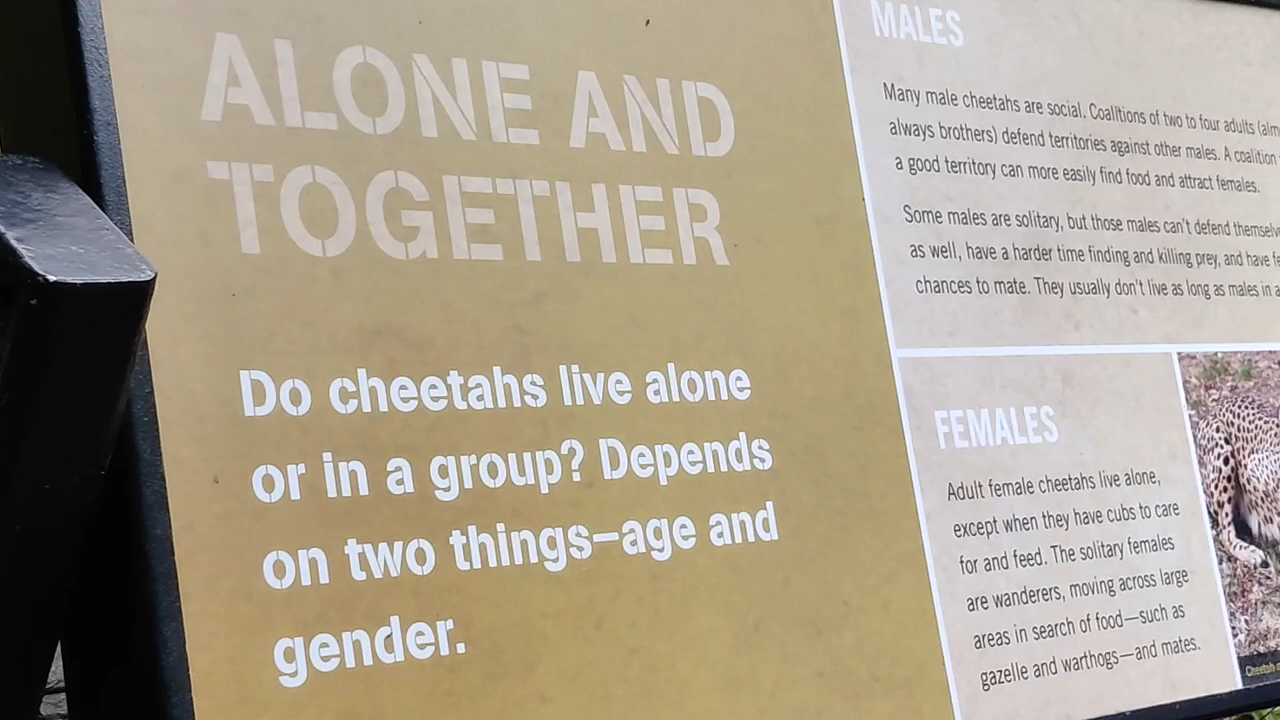 ALONE AND
TOGETHER
Do cheetahs live alone
or in a group? Depends
on two things–age and
gender.
MALES
Many male cheetahs are social. Coalitions of two to four adults
always brothers) defend territories against other males. A coalition
a good territory can more easily find food and attract females.
Some males are solitary, but those males can't defend
as well, have a harder time finding and killing prey, and have
chances to mate. They usually don't live as long as males in a
FEMALES
Adult female cheetahs live alone,
except when they have cubs to care
for and feed. The solitary females
are wanderers, moving across large
areas in search of food—such as
gazelle and warthogs—and mates.
Cheetah